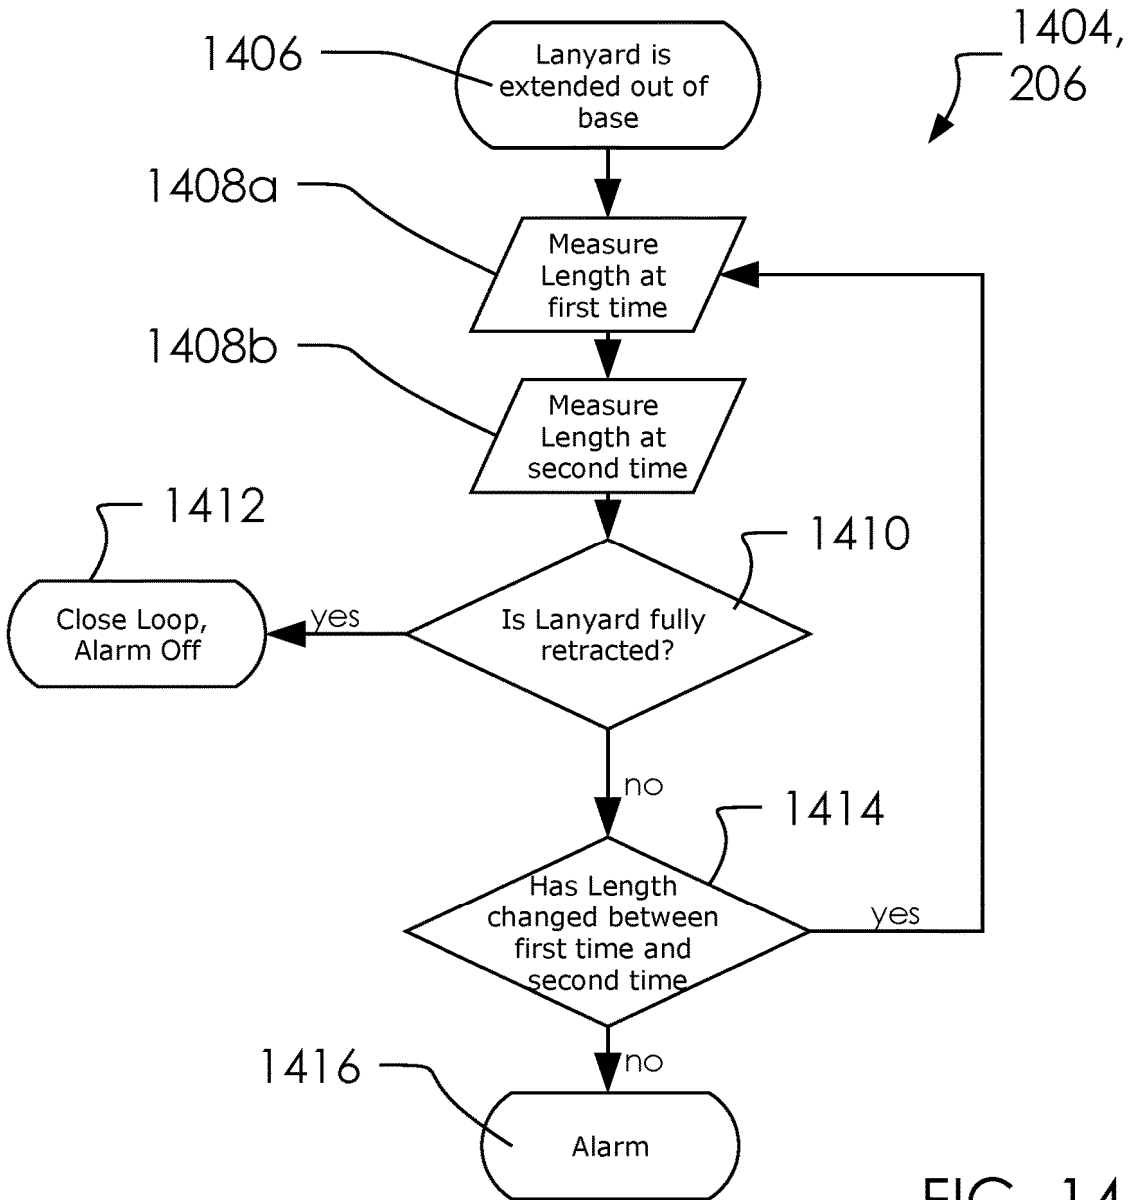 1404,
206
1406
Lanyard is
extended out of
base
1408a
Measure
Length at
first time
1408b
Measure
Length at
second time
1412
1410
Close Loop,
Alarm Off
yes
Is Lanyard fully
retracted?
no
1414
Has Length
changed between
first time and
second time
yes
1416
no
Alarm
FIG. 14